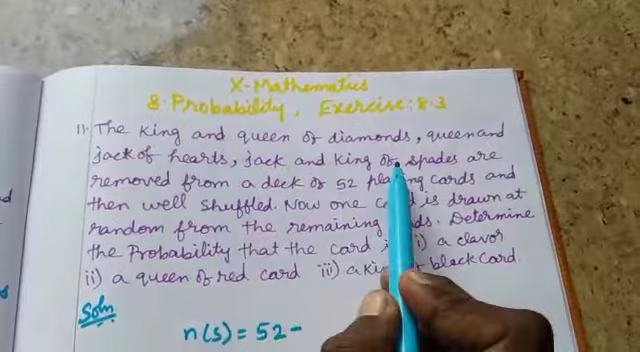 X-Mathematics
8. Probability, Exercise: 8.3
11. The king and queen of diamonds, queen and
jack of hearts, jack and king of spades are
removed from a deck of 52 playing cards and
then well shuffled. Now one card is drawn at
random from the remaining cards. Determine
the Probability that the card is i) a clavor
ii) a queen of red card iii) a king of black card.
Soln
n(s) = 52 -